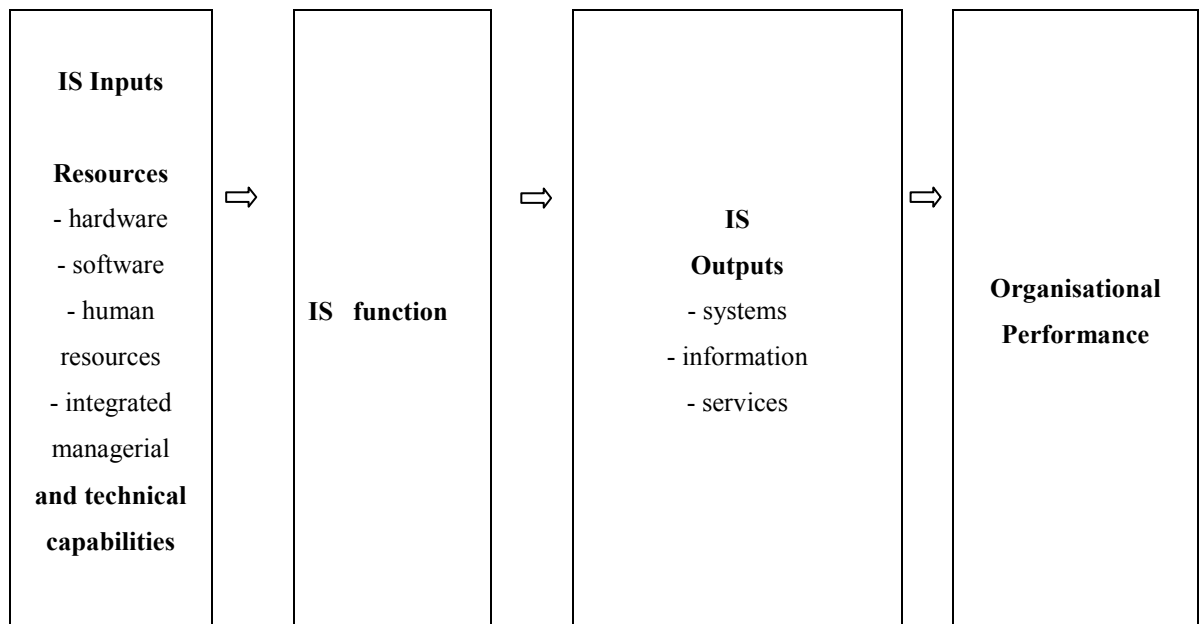 IS Inputs
Resources
- hardware
- software
- human
resources
- integrated
managerial
and technical
capabilities
IS function
IS
Outputs
- systems
- information
- services
Organisational
Performance